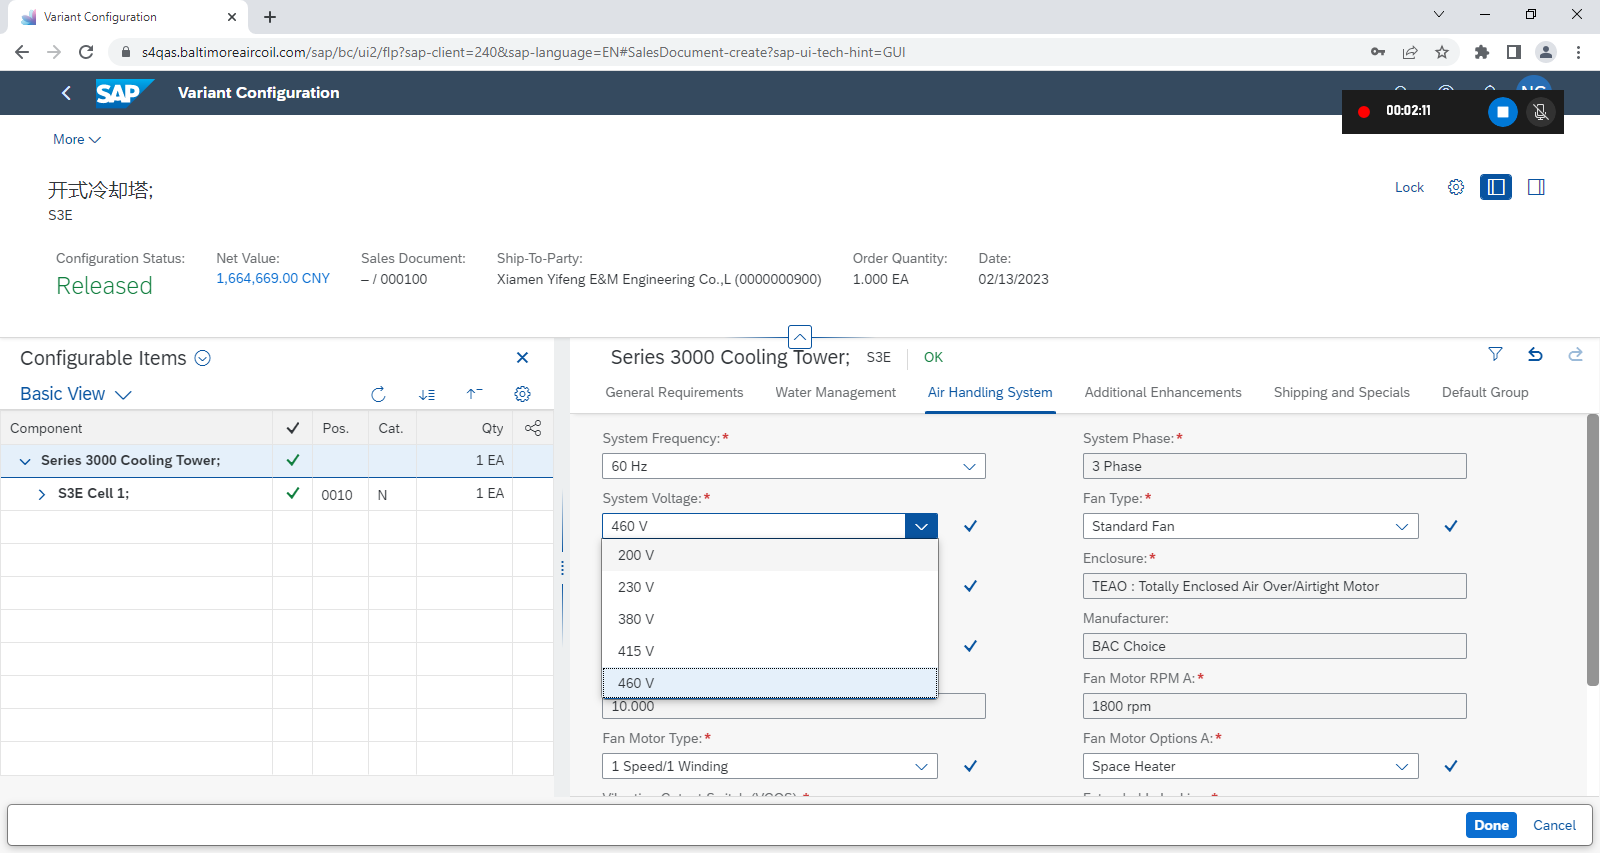 Variant Configuration
s4qas.baltimoreaircoil.com/sap/bc/ui2/flp?sap-client=240&sap-language=EN#SalesDocument-create?sap-ui-tech-hint=GUI
SAP
Variant Configuration
00:02:11
More
开式冷却塔;
S3E
Lock
Configuration Status:
Released
Net Value:
1,664,669.00 CNY
Sales Document:
– / 000100
Ship-To-Party:
Xiamen Yifeng E&M Engineering Co.,L (0000000900)
Order Quantity:
1.000 EA
Date:
02/13/2023
Configurable Items
Basic View
Component Pos. Cat. Qty
Series 3000 Cooling Tower; 1 EA
S3E Cell 1; 0010 N 1 EA
Series 3000 Cooling Tower; S3E OK
General Requirements Water Management Air Handling System Additional Enhancements Shipping and Specials Default Group
System Frequency:*
60 Hz
System Phase:*
3 Phase
System Voltage:*
460 V
200 V
230 V
380 V
415 V
460 V
Fan Type:*
Standard Fan
Enclosure:*
TEAO : Totally Enclosed Air Over/Airtight Motor
Manufacturer:
BAC Choice
10.000
Fan Motor RPM A:*
1800 rpm
Fan Motor Type:*
1 Speed/1 Winding
Fan Motor Options A:*
Space Heater
Done Cancel